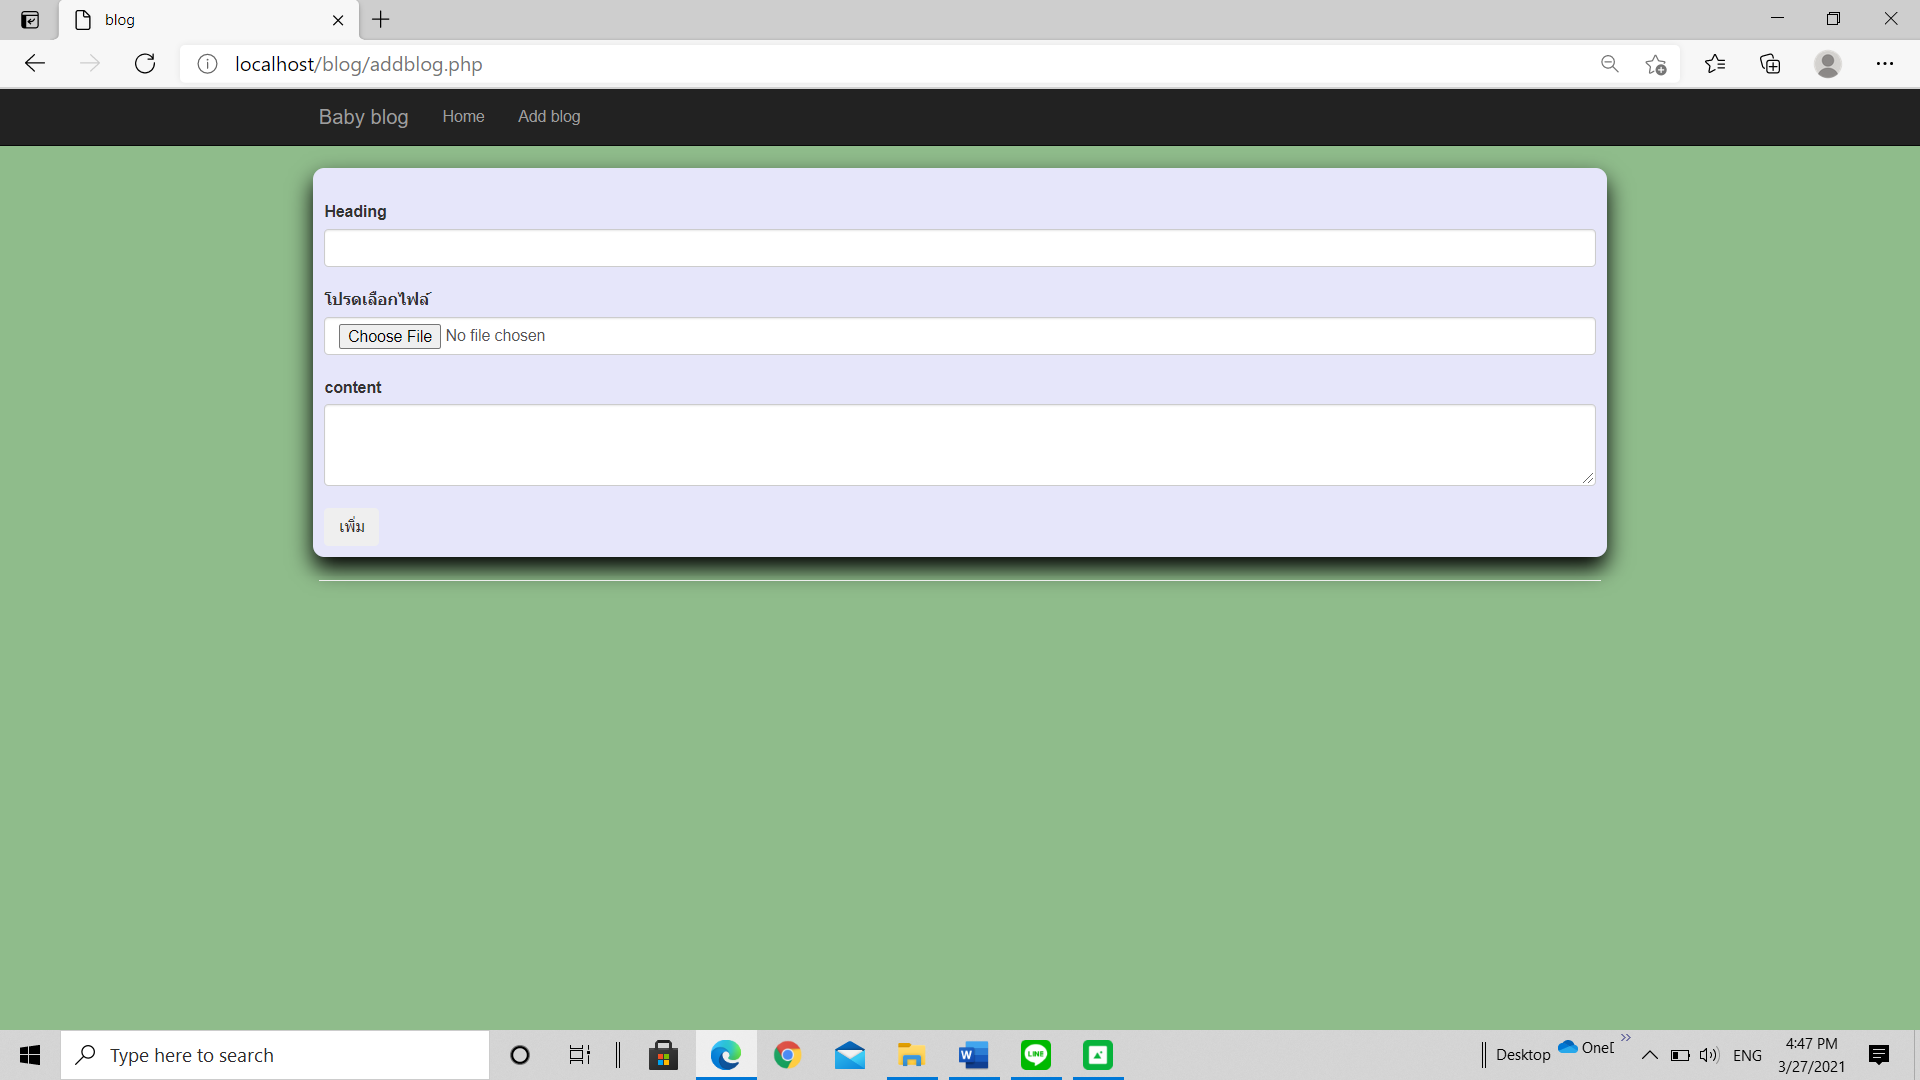 blog
localhost/blog/addblog.php
Baby blog Home Add blog
Heading
โปรดเลือกไฟล์
Choose File No file chosen
content
เพิ่ม
Type here to search
W
LINE
Desktop
OneD
ENG
4:47 PM
3/27/2021